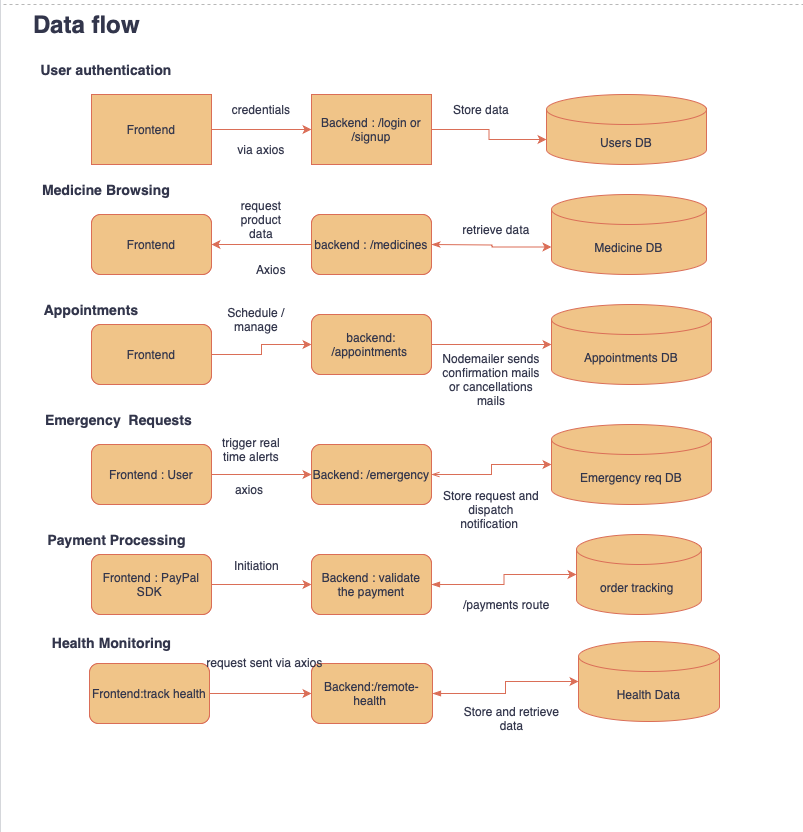 Data flow
User authentication
credentials
Frontend
via axios
Backend : /login or
/signup
Store data
Users DB
Medicine Browsing
request
product
data
Frontend
Axios
backend : /medicines
retrieve data
Medicine DB
Appointments
Schedule /
manage
Frontend
backend:
/appointments
Nodemailer sends
confirmation mails
or cancellations
mails
Appointments DB
Emergency  Requests
trigger real
time alerts
Frontend : User
axios
Backend: /emergency
Store request and
dispatch
notification
Emergency req DB
Payment Processing
Initiation
Frontend : PayPal
SDK
Backend : validate
the payment
/payments route
order tracking
Health Monitoring
request sent via axios
Frontend:track health
Backend:/remote-
health
Store and retrieve
data
Health Data